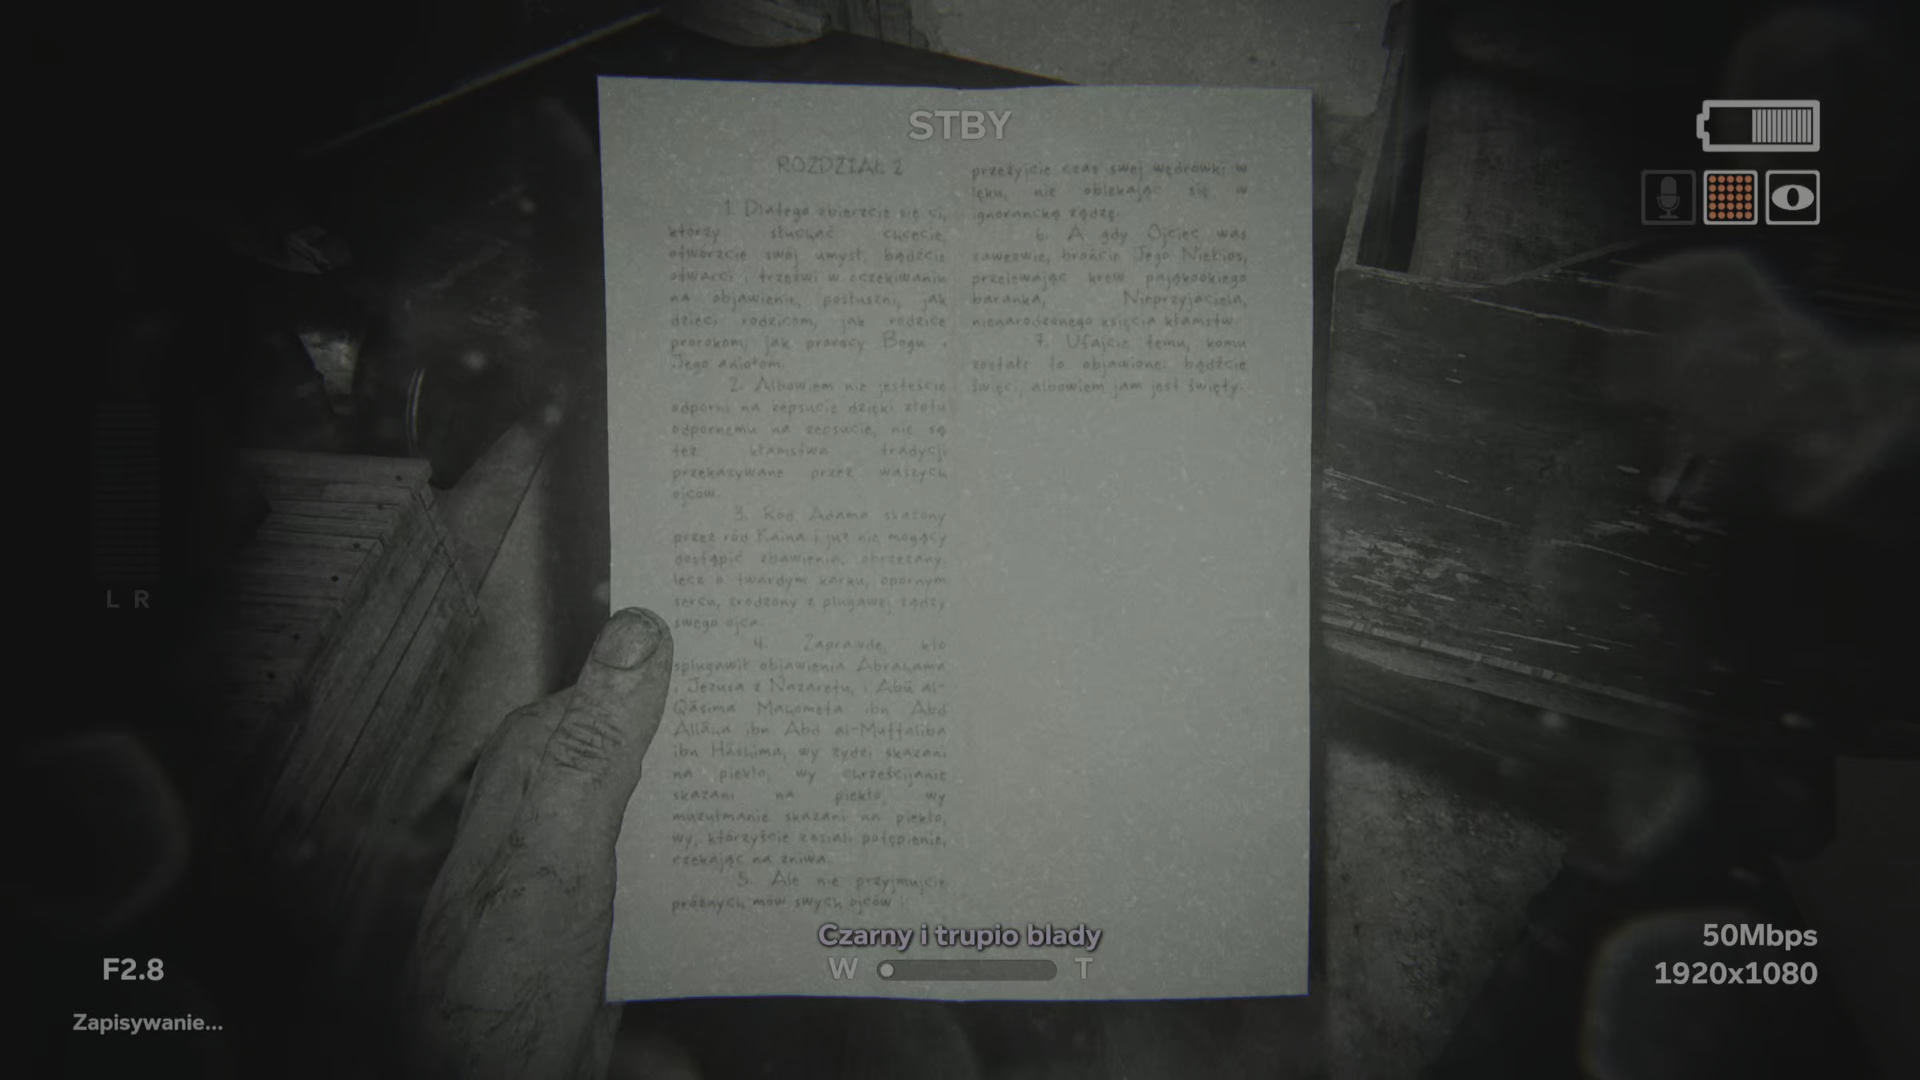 STBY
ROZDZIAŁ 2
1. Dlatego zbierzcie się ci,
którzy słuchać chcecie,
otwórzcie swój umysł, bądźcie
otwarci i trzeźwi w oczekiwaniu
na objawienie, posłuszni, jak
dzieci rodzicom, jak rodzice
prorokom, jak prorocy Bogu i
Jego aniołom.
2. Albowiem nie jesteście
odporni na zepsucie dzięki złotu
odpornemu na zepsucie, nie są
też kłamstwa tradycji
przekazywane przez waszych
ojców.
3. Ród Adama skażony
przez ród Kaina i już nie mogący
dostąpić zbawienia, obrzezany,
lecz o twardym karku, opornym
sercu, zrodzony z plugawej żądzy
swego ojca.
4. Zaprawdę, kto
splugawił objawienia Abrahama
i Jezusa z Nazaretu, i Abū al-
Qāsima Mahometa ibn Abd
Allāha ibn Abd al-Muṭṭaliba
ibn Hāshima, wy żydzi skazani
na piekło, wy chrześcijanie
skazani na piekło, wy
muzułmanie skazani na piekło,
wy, którzyście zasiali potępienie,
czekając na żniwa.
5. Ale nie przyjmujcie
próżnych mów swych ojców i
przeżyjcie czas swej wędrówki w
lęku, nie oblekając się w
ignorancką żądzę.
6. A gdy Ojciec was
zawezwie, brońcie Jego Niebios,
przelewając krew pająkookiego
baranka, Nieprzyjaciela,
nienarodzonego księcia kłamstw.
7. Ufajcie temu, komu
zostało to objawione: bądźcie
święci, albowiem jam jest święty.
L R
Czarny i trupio blady
W T
F2.8
Zapisywanie...
50Mbps
1920x1080